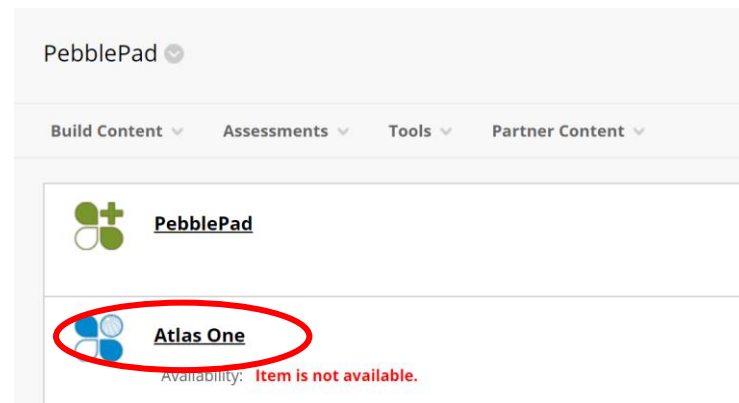 PebblePad
Build Content Assessments Tools Partner Content
PebblePad
Atlas One
Availability: Item is not available.